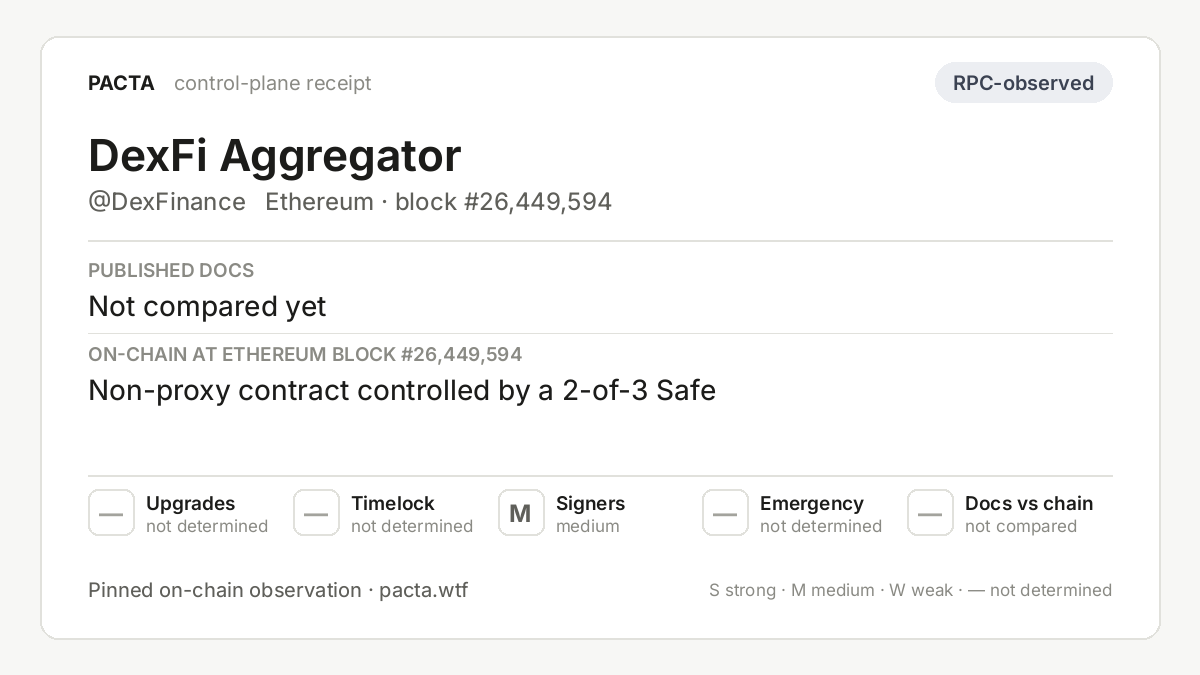 PACTA control-plane receipt RPC-observed
DexFi Aggregator
@DexFinance Ethereum · block #26,449,594
PUBLISHED DOCS
Not compared yet
ON-CHAIN AT ETHEREUM BLOCK #26,449,594
Non-proxy contract controlled by a 2-of-3 Safe
— Upgrades not determined
— Timelock not determined
M Signers medium
— Emergency not determined
— Docs vs chain not compared
Pinned on-chain observation · pacta.wtf
S strong · M medium · W weak · — not determined